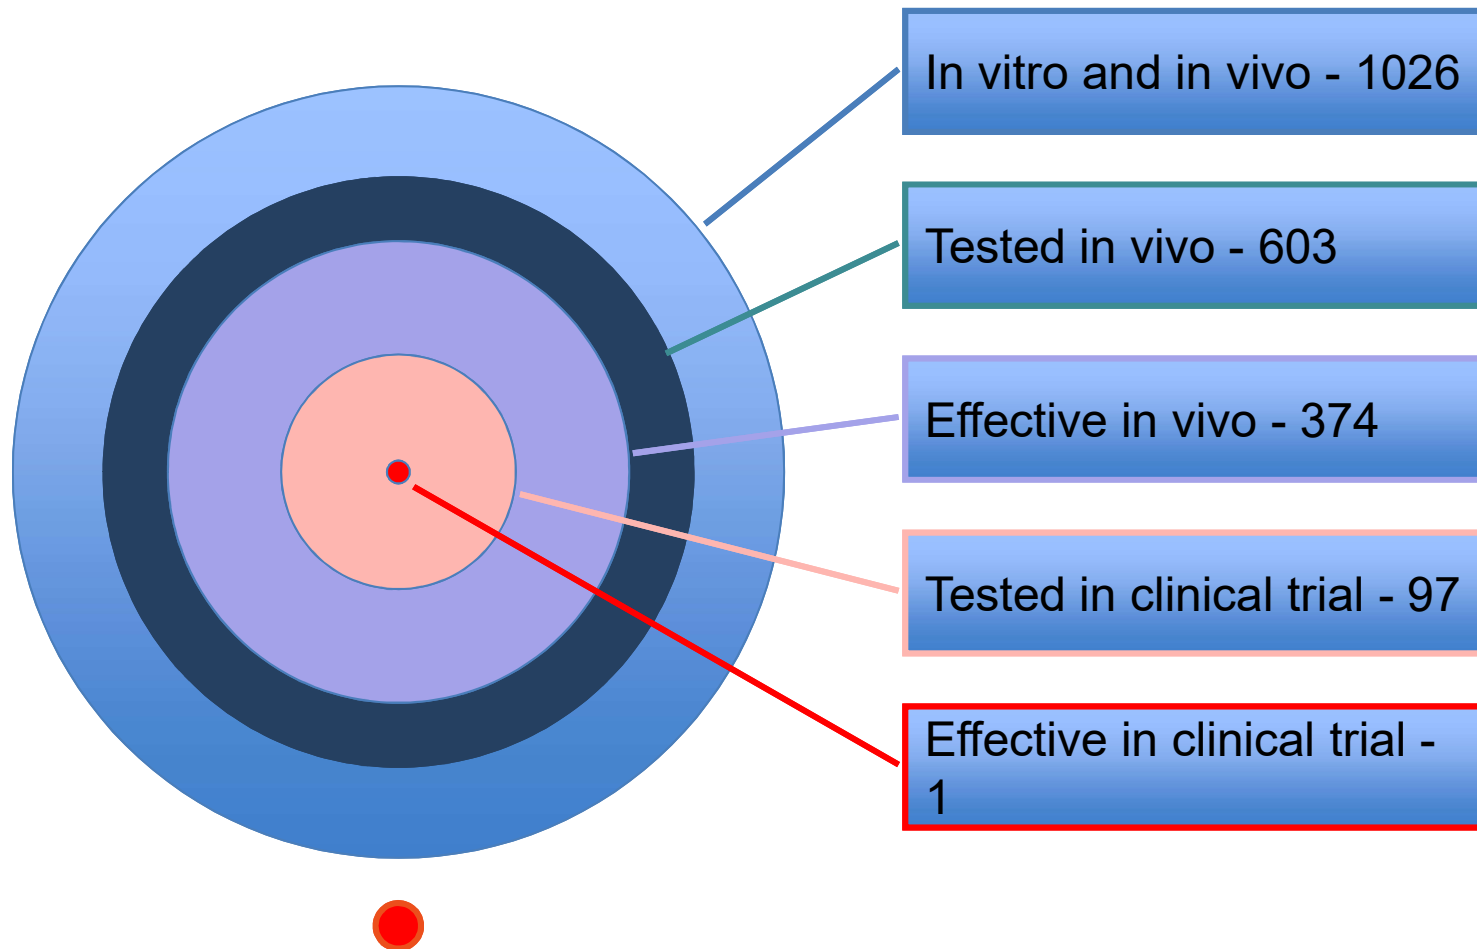 In vitro and in vivo - 1026
Tested in vivo - 603
Effective in vivo - 374
Tested in clinical trial - 97
Effective in clinical trial -
1